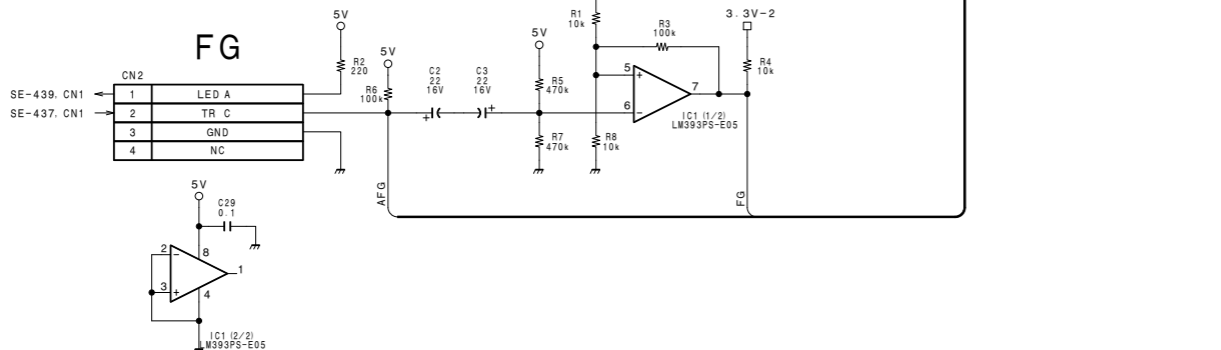 FG
CN2
SE-439. CN1
1 LED A
SE-437. CN1
2 TR C
3 GND
4 NC
5V
R2
220
5V
R6
100k
C2
22
16V
C3
22
16V
5V
R5
470k
R7
470k
R1
10k
R3
100k
3.3V-2
R4
10k
5
6
7
IC1 (1/2)
LM393PS-E05
R8
10k
AFG
FG
5V
C29
0.1
2
3
8
1
4
IC1 (2/2)
LM393PS-E05